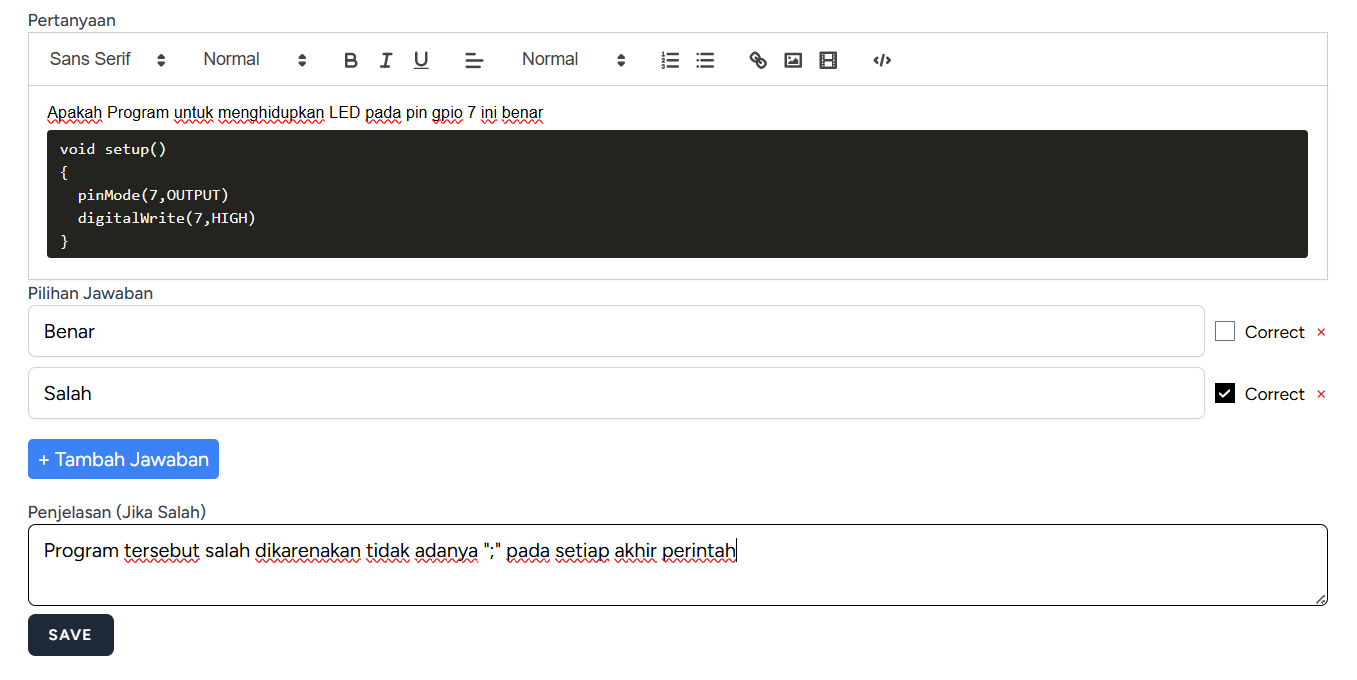 Pertanyaan
Sans Serif Normal B I U Normal
Apakah Program untuk menghidupkan LED pada pin gpio 7 ini benar
void setup()
{
  pinMode(7,OUTPUT)
  digitalWrite(7,HIGH)
}
Pilihan Jawaban
Benar Correct ×
Salah Correct ×
+ Tambah Jawaban
Penjelasan (Jika Salah)
Program tersebut salah dikarenakan tidak adanya ";" pada setiap akhir perintah
SAVE